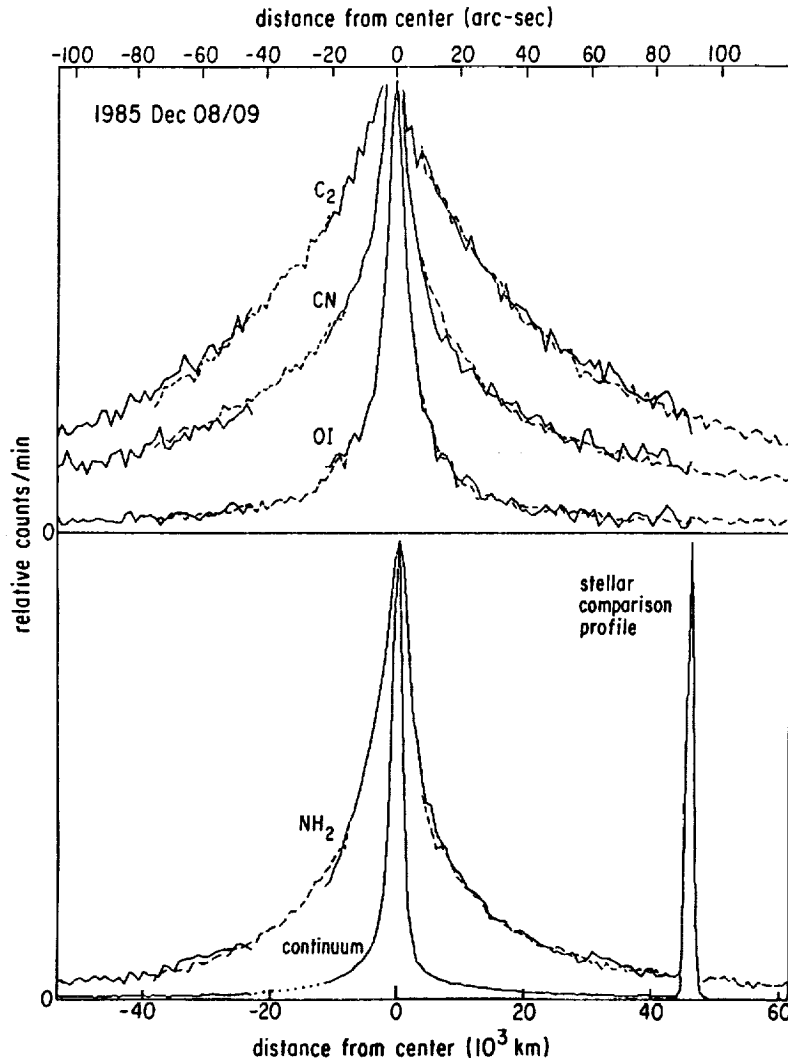 distance from center (arc-sec)
-100 -80 -60 -40 -20 0 20 40 60 80 100
1985 Dec 08/09
C₂
CN
OI
0
relative counts/min
stellar
comparison
profile
NH₂
continuum
0
-40 -20 0 20 40 60
distance from center (10³ km)